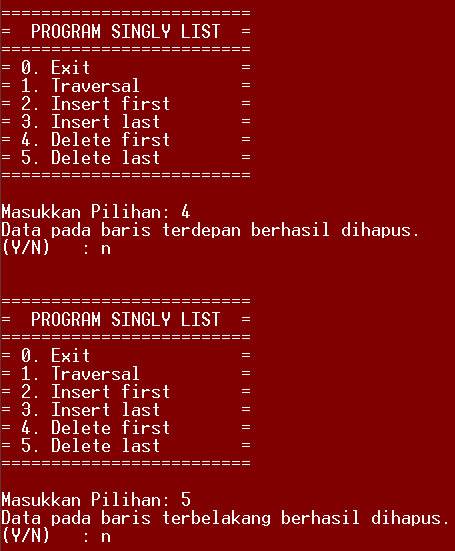 =========================
=  PROGRAM SINGLY LIST  =
=========================
= 0. Exit               =
= 1. Traversal          =
= 2. Insert first       =
= 3. Insert last        =
= 4. Delete first       =
= 5. Delete last        =
=========================
Masukkan Pilihan: 4
Data pada baris terdepan berhasil dihapus.
(Y/N)   : n
=========================
=  PROGRAM SINGLY LIST  =
=========================
= 0. Exit               =
= 1. Traversal          =
= 2. Insert first       =
= 3. Insert last        =
= 4. Delete first       =
= 5. Delete last        =
=========================
Masukkan Pilihan: 5
Data pada baris terbelakang berhasil dihapus.
(Y/N)   : n